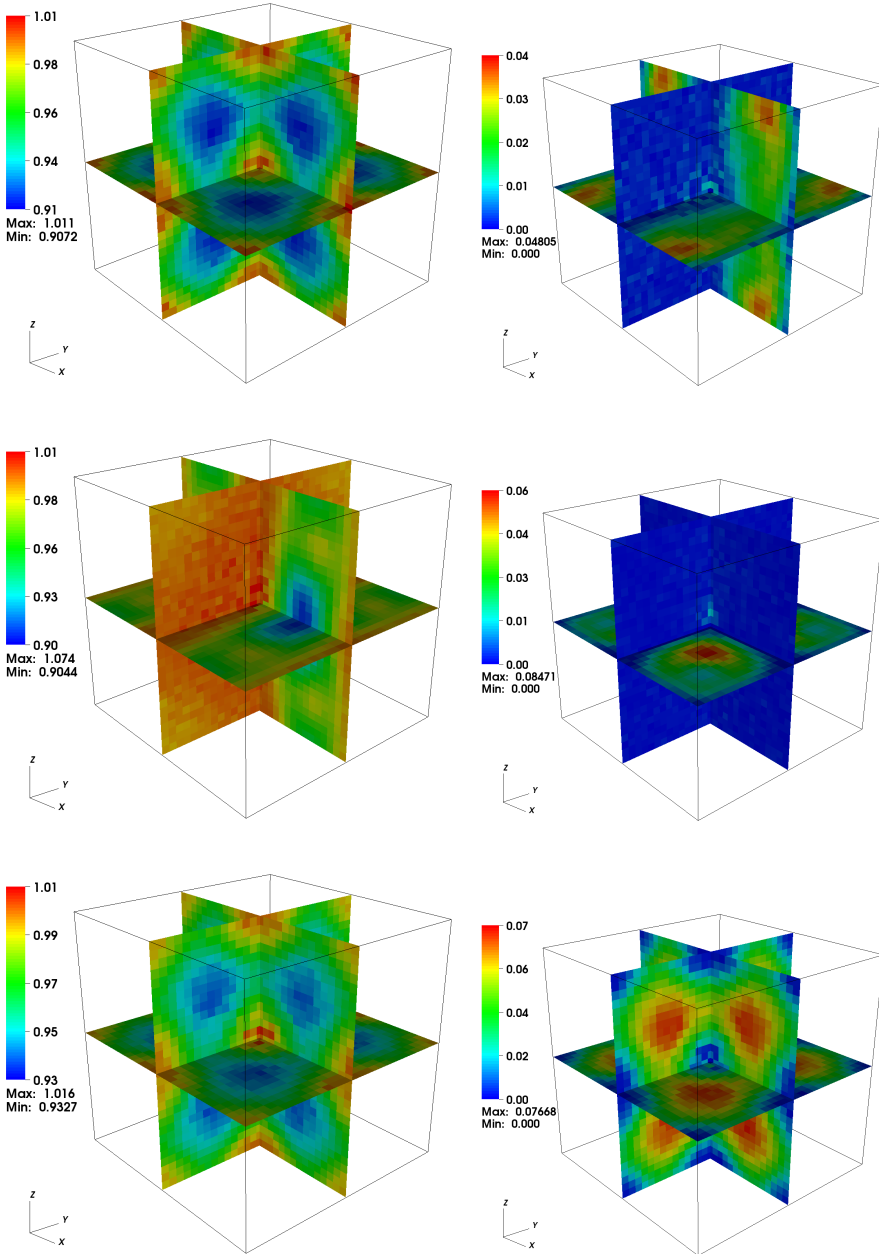 1.01
0.98
0.96
0.94
0.91
Max: 1.011
Min: 0.9072
Z
Y
X
0.04
0.03
0.02
0.01
0.00
Max: 0.04805
Min: 0.000
Z
Y
X
1.01
0.98
0.96
0.93
0.90
Max: 1.074
Min: 0.9044
Z
Y
X
0.06
0.04
0.03
0.01
0.00
Max: 0.08471
Min: 0.000
Z
Y
X
1.01
0.99
0.97
0.95
0.93
Max: 1.016
Min: 0.9327
Z
Y
X
0.07
0.06
0.04
0.02
0.00
Max: 0.07668
Min: 0.000
Z
Y
X